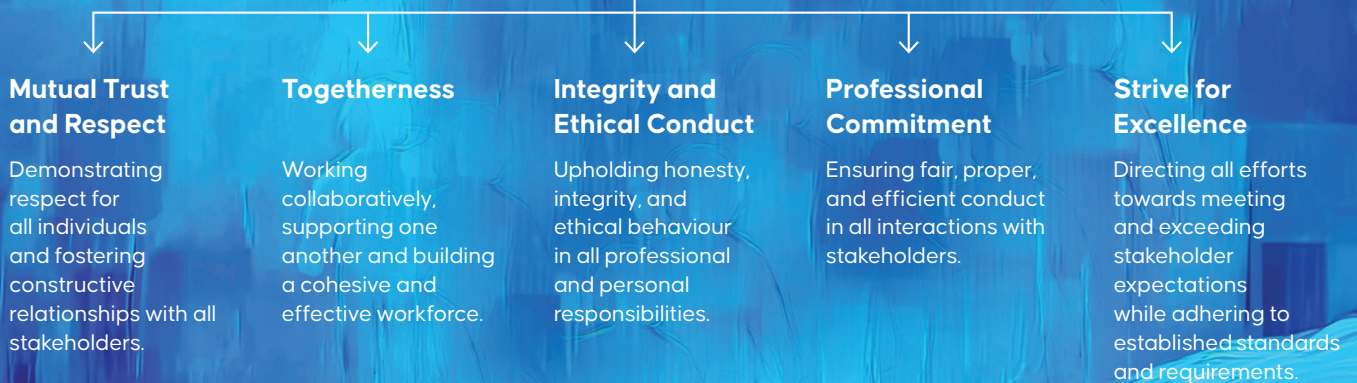 Mutual Trust
and Respect
Demonstrating
respect for
all individuals
and fostering
constructive
relationships with all
stakeholders.
Togetherness
Working
collaboratively,
supporting one
another and building
a cohesive and
effective workforce.
Integrity and
Ethical Conduct
Upholding honesty,
integrity, and
ethical behaviour
in all professional
and personal
responsibilities.
Professional
Commitment
Ensuring fair, proper,
and efficient conduct
in all interactions with
stakeholders.
Strive for
Excellence
Directing all efforts
towards meeting
and exceeding
stakeholder
expectations
while adhering to
established standards
and requirements.